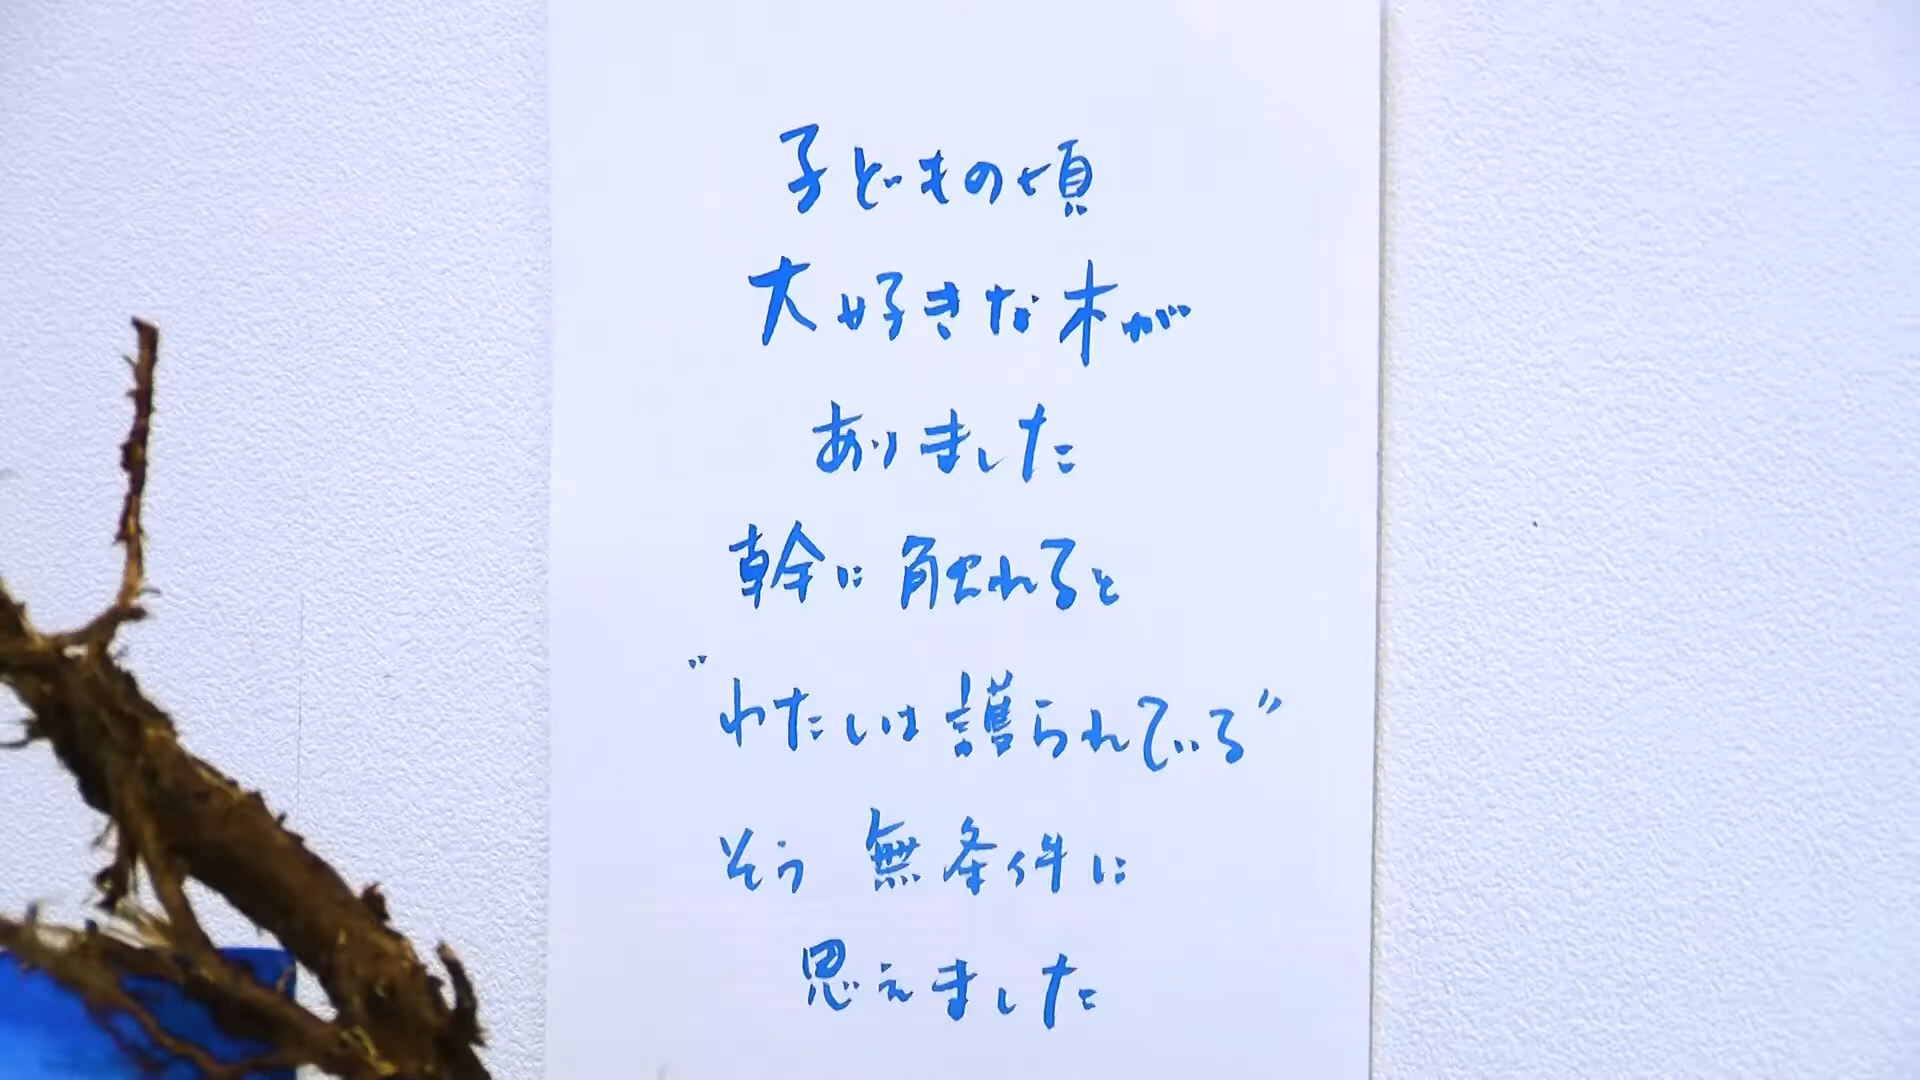 子どもの頃
大好きな木が
ありました
幹に触れると
"わたしは護られている"
そう無条件に
思えました